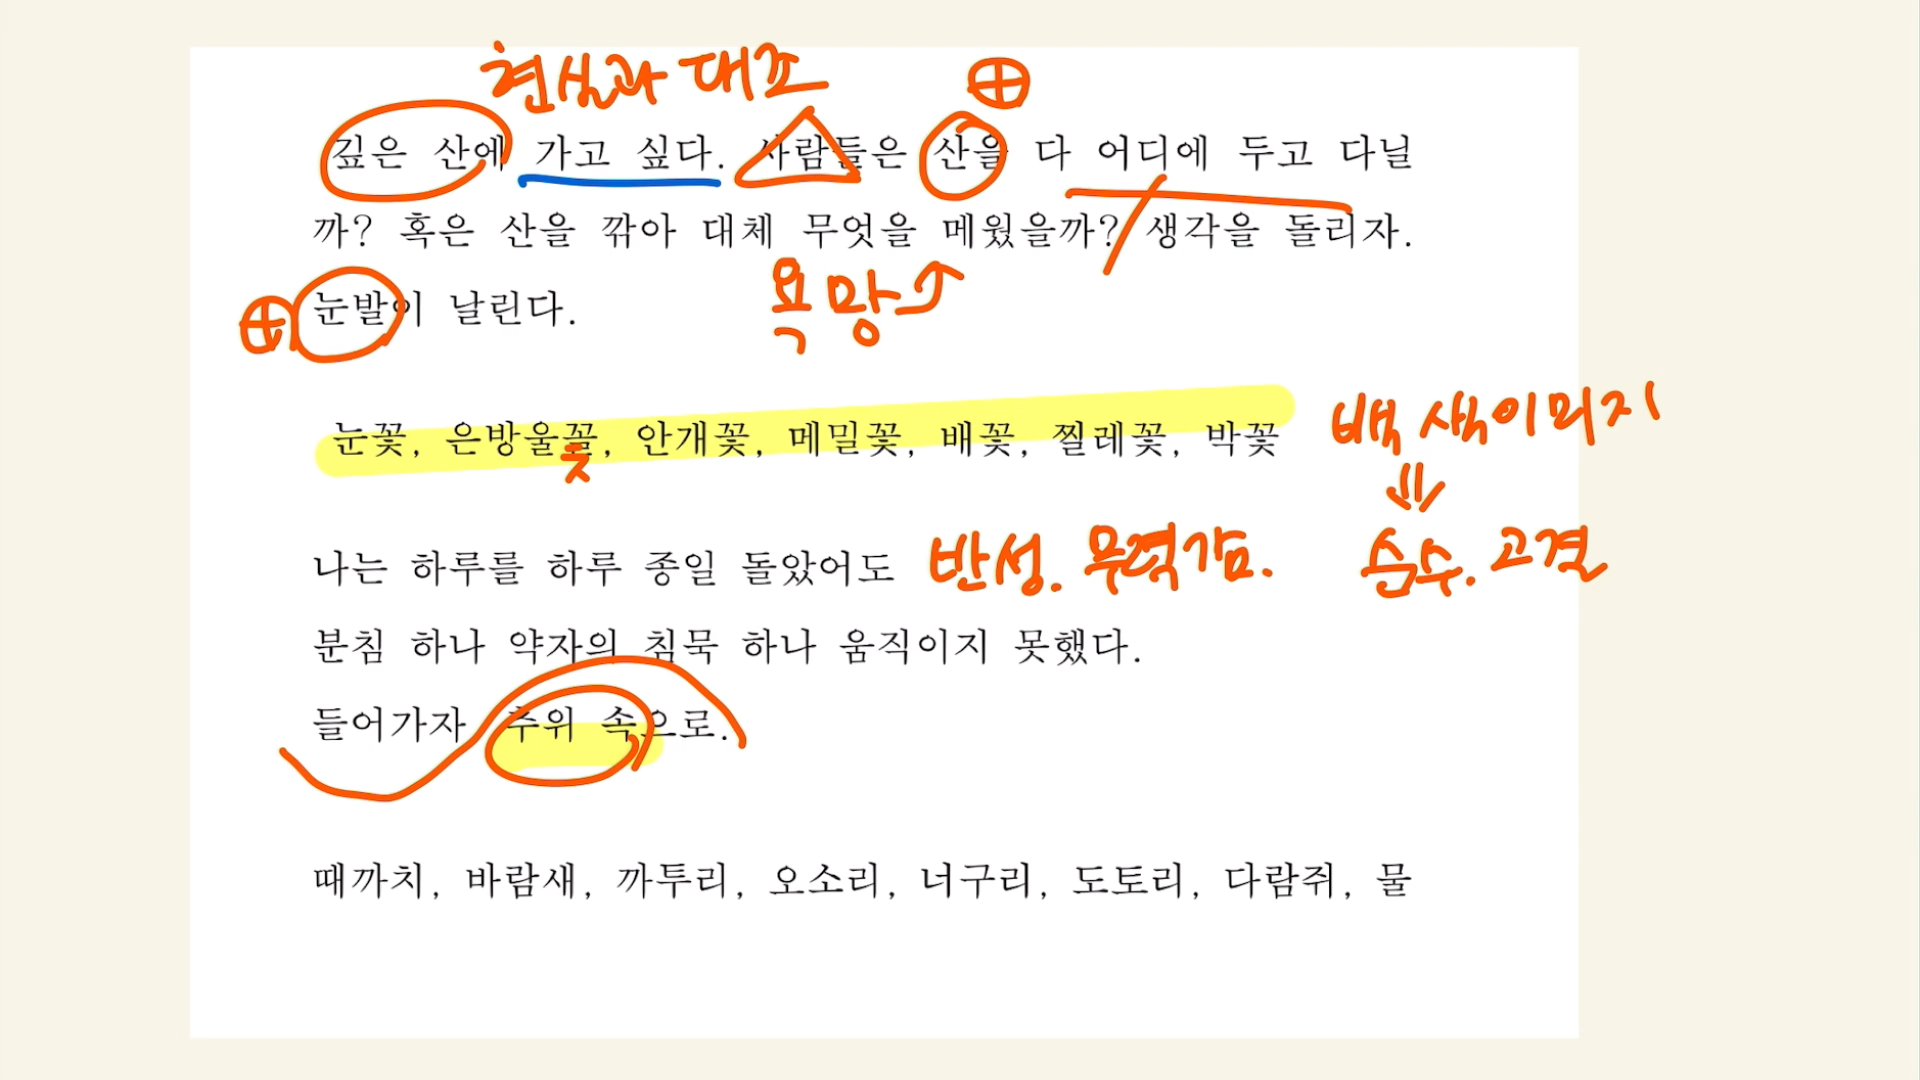 현실과 대조
⊕
깊은 산에 가고 싶다. 사람들은 산을 다 어디에 두고 다닐
까? 혹은 산을 깎아 대체 무엇을 메웠을까? 생각을 돌리자.
욕망↑
⊕ 눈발이 날린다.
백색이미지
눈꽃, 은방울꼴, 안개꽃, 메밀꽃, 배꽃, 찔레꽃, 박꽃
꽃
⇓
나는 하루를 하루 종일 돌았어도 반성. 무력감. 순수. 고결
분침 하나 약자의 침묵 하나 움직이지 못했다.
들어가자 추위 속으로.
때까치, 바람새, 까투리, 오소리, 너구리, 도토리, 다람쥐, 물